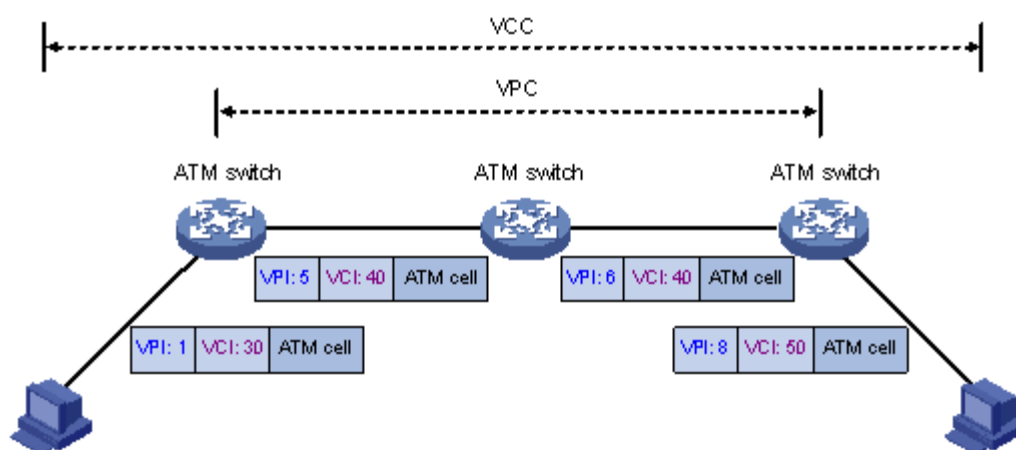 VCC
VPC
ATM switch ATM switch ATM switch
VPI: 5 VCI: 40 ATM cell VPI: 6 VCI: 40 ATM cell
VPI: 1 VCI: 30 ATM cell VPI: 8 VCI: 50 ATM cell